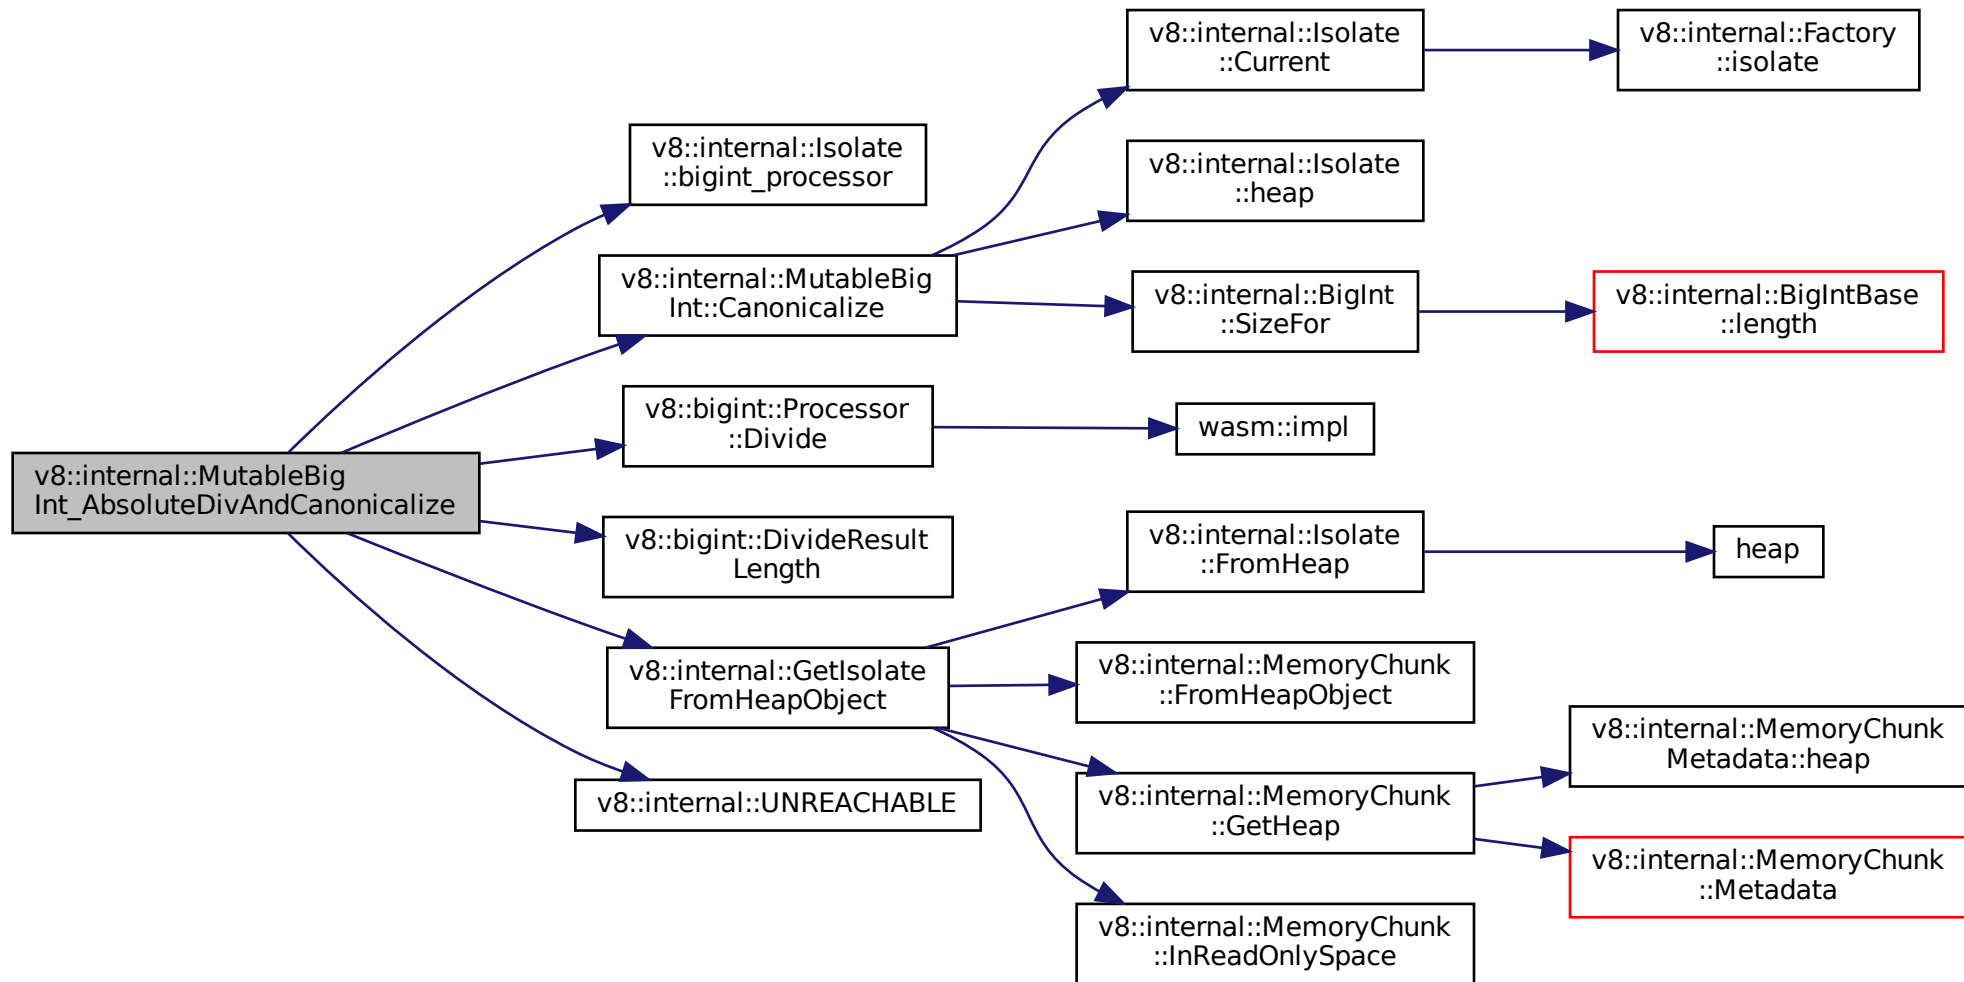 v8::internal::MutableBig
Int_AbsoluteDivAndCanonicalize
v8::internal::Isolate
::bigint_processor
v8::internal::MutableBig
Int::Canonicalize
v8::bigint::Processor
::Divide
v8::bigint::DivideResult
Length
v8::internal::GetIsolate
FromHeapObject
v8::internal::UNREACHABLE
v8::internal::Isolate
::Current
v8::internal::Isolate
::heap
v8::internal::BigInt
::SizeFor
wasm::impl
v8::internal::Isolate
::FromHeap
v8::internal::MemoryChunk
::FromHeapObject
v8::internal::MemoryChunk
::GetHeap
v8::internal::MemoryChunk
::InReadOnlySpace
v8::internal::Factory
::isolate
v8::internal::BigIntBase
::length
heap
v8::internal::MemoryChunk
Metadata::heap
v8::internal::MemoryChunk
::Metadata